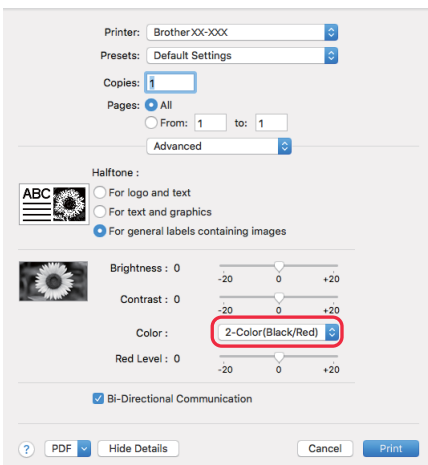 Printer: Brother XX-XXX
Presets: Default Settings
Copies: 1
Pages: All
From: 1 to: 1
Advanced
Halftone :
ABC
For logo and text
For text and graphics
For general labels containing images
Brightness : 0
-20 0 +20
Contrast : 0
-20 0 +20
Color : 2-Color(Black/Red)
Red Level : 0
-20 0 +20
Bi-Directional Communication
? PDF Hide Details Cancel Print